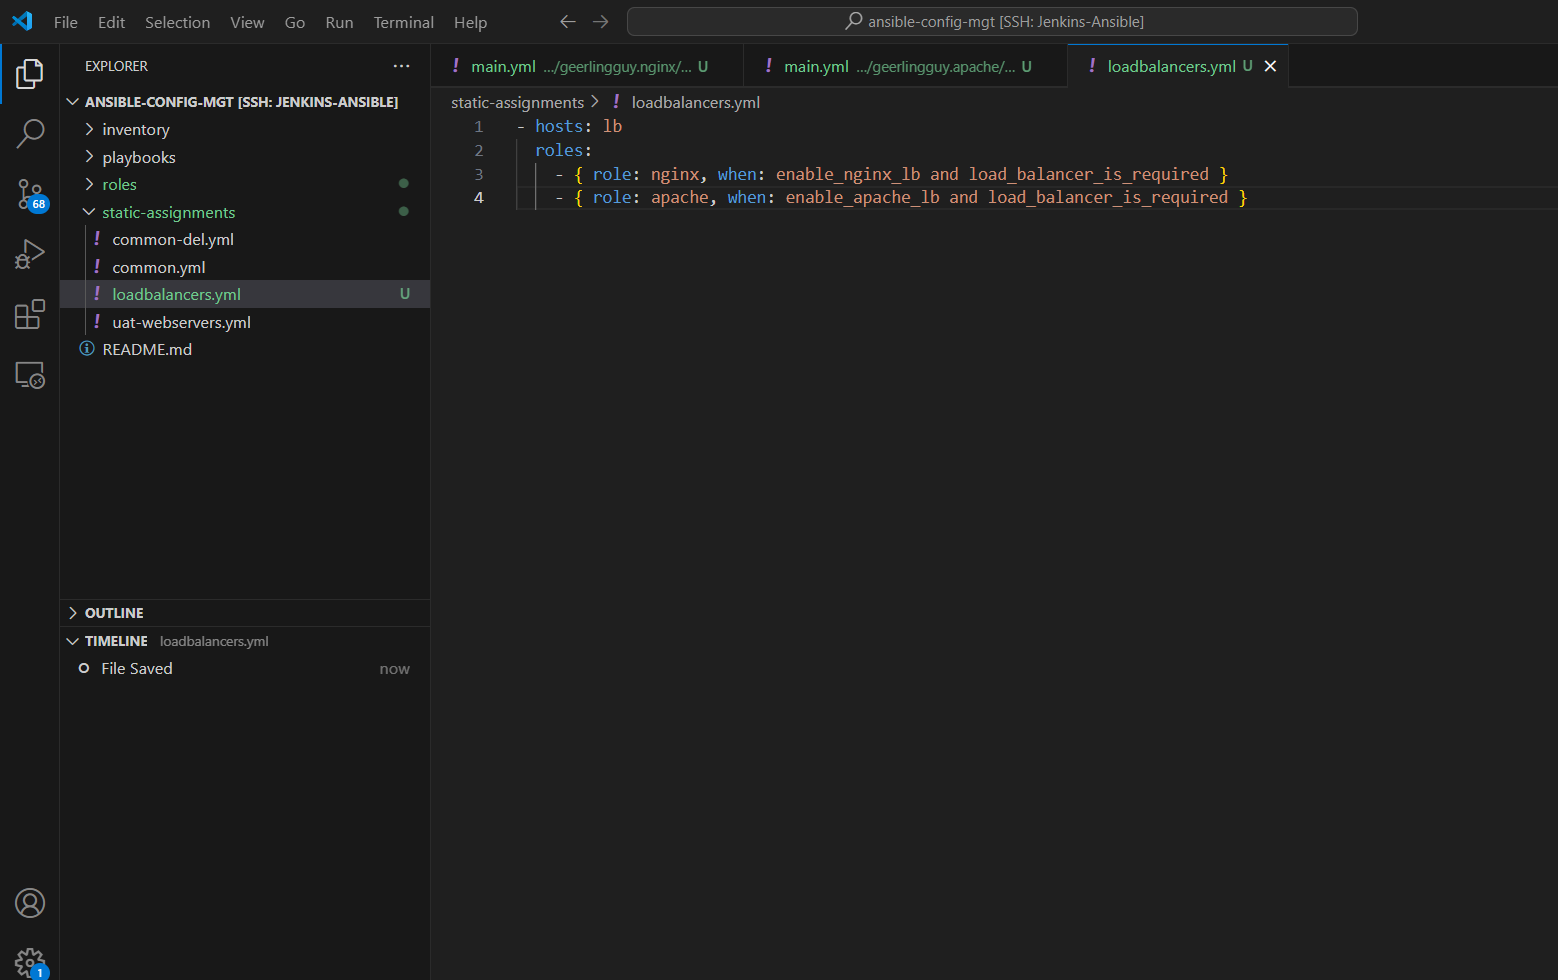 File Edit Selection View Go Run Terminal Help
ansible-config-mgt [SSH: Jenkins-Ansible]
EXPLORER
ANSIBLE-CONFIG-MGT [SSH: JENKINS-ANSIBLE]
inventory
playbooks
roles
static-assignments
! common-del.yml
! common.yml
! loadbalancers.yml U
! uat-webservers.yml
README.md
OUTLINE
TIMELINE loadbalancers.yml
File Saved now
68
1
! main.yml .../geerlingguy.nginx/... U
! main.yml .../geerlingguy.apache/... U
! loadbalancers.yml U
static-assignments > ! loadbalancers.yml
1 - hosts: lb
2 roles:
3 - { role: nginx, when: enable_nginx_lb and load_balancer_is_required }
4 - { role: apache, when: enable_apache_lb and load_balancer_is_required }